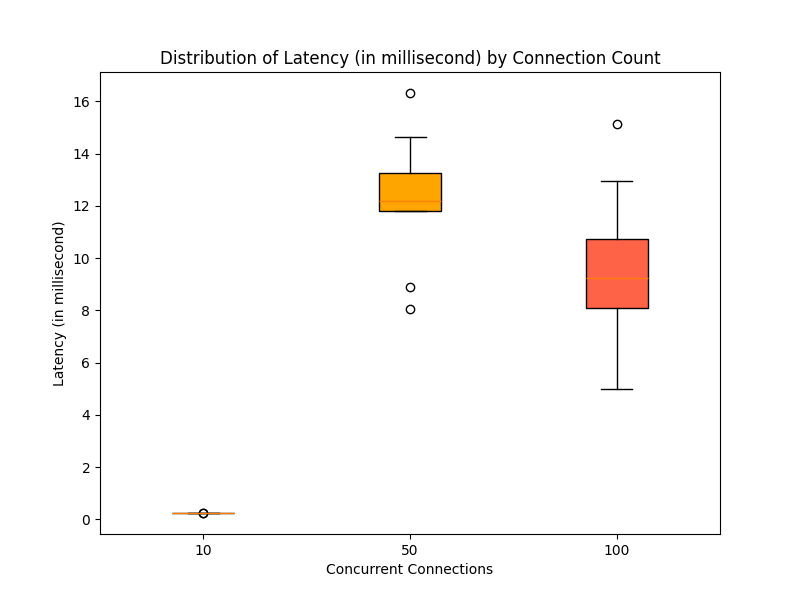 Distribution of Latency (in millisecond) by Connection Count
16
14
12
10
8
6
4
2
0
Latency (in millisecond)
10 50 100
Concurrent Connections